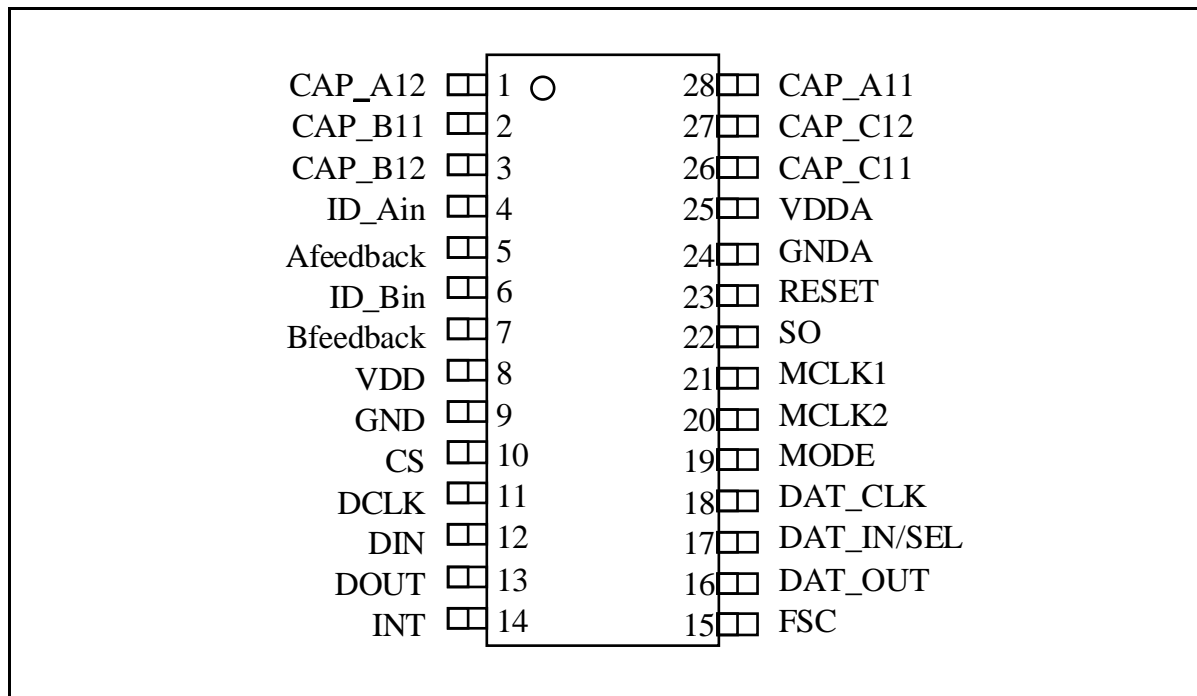 CAP_A12 1 28 CAP_A11
CAP_B11 2 27 CAP_C12
CAP_B12 3 26 CAP_C11
ID_Ain 4 25 VDDA
Afeedback 5 24 GNDA
ID_Bin 6 23 RESET
Bfeedback 7 22 SO
VDD 8 21 MCLK1
GND 9 20 MCLK2
CS 10 19 MODE
DCLK 11 18 DAT_CLK
DIN 12 17 DAT_IN/SEL
DOUT 13 16 DAT_OUT
INT 14 15 FSC